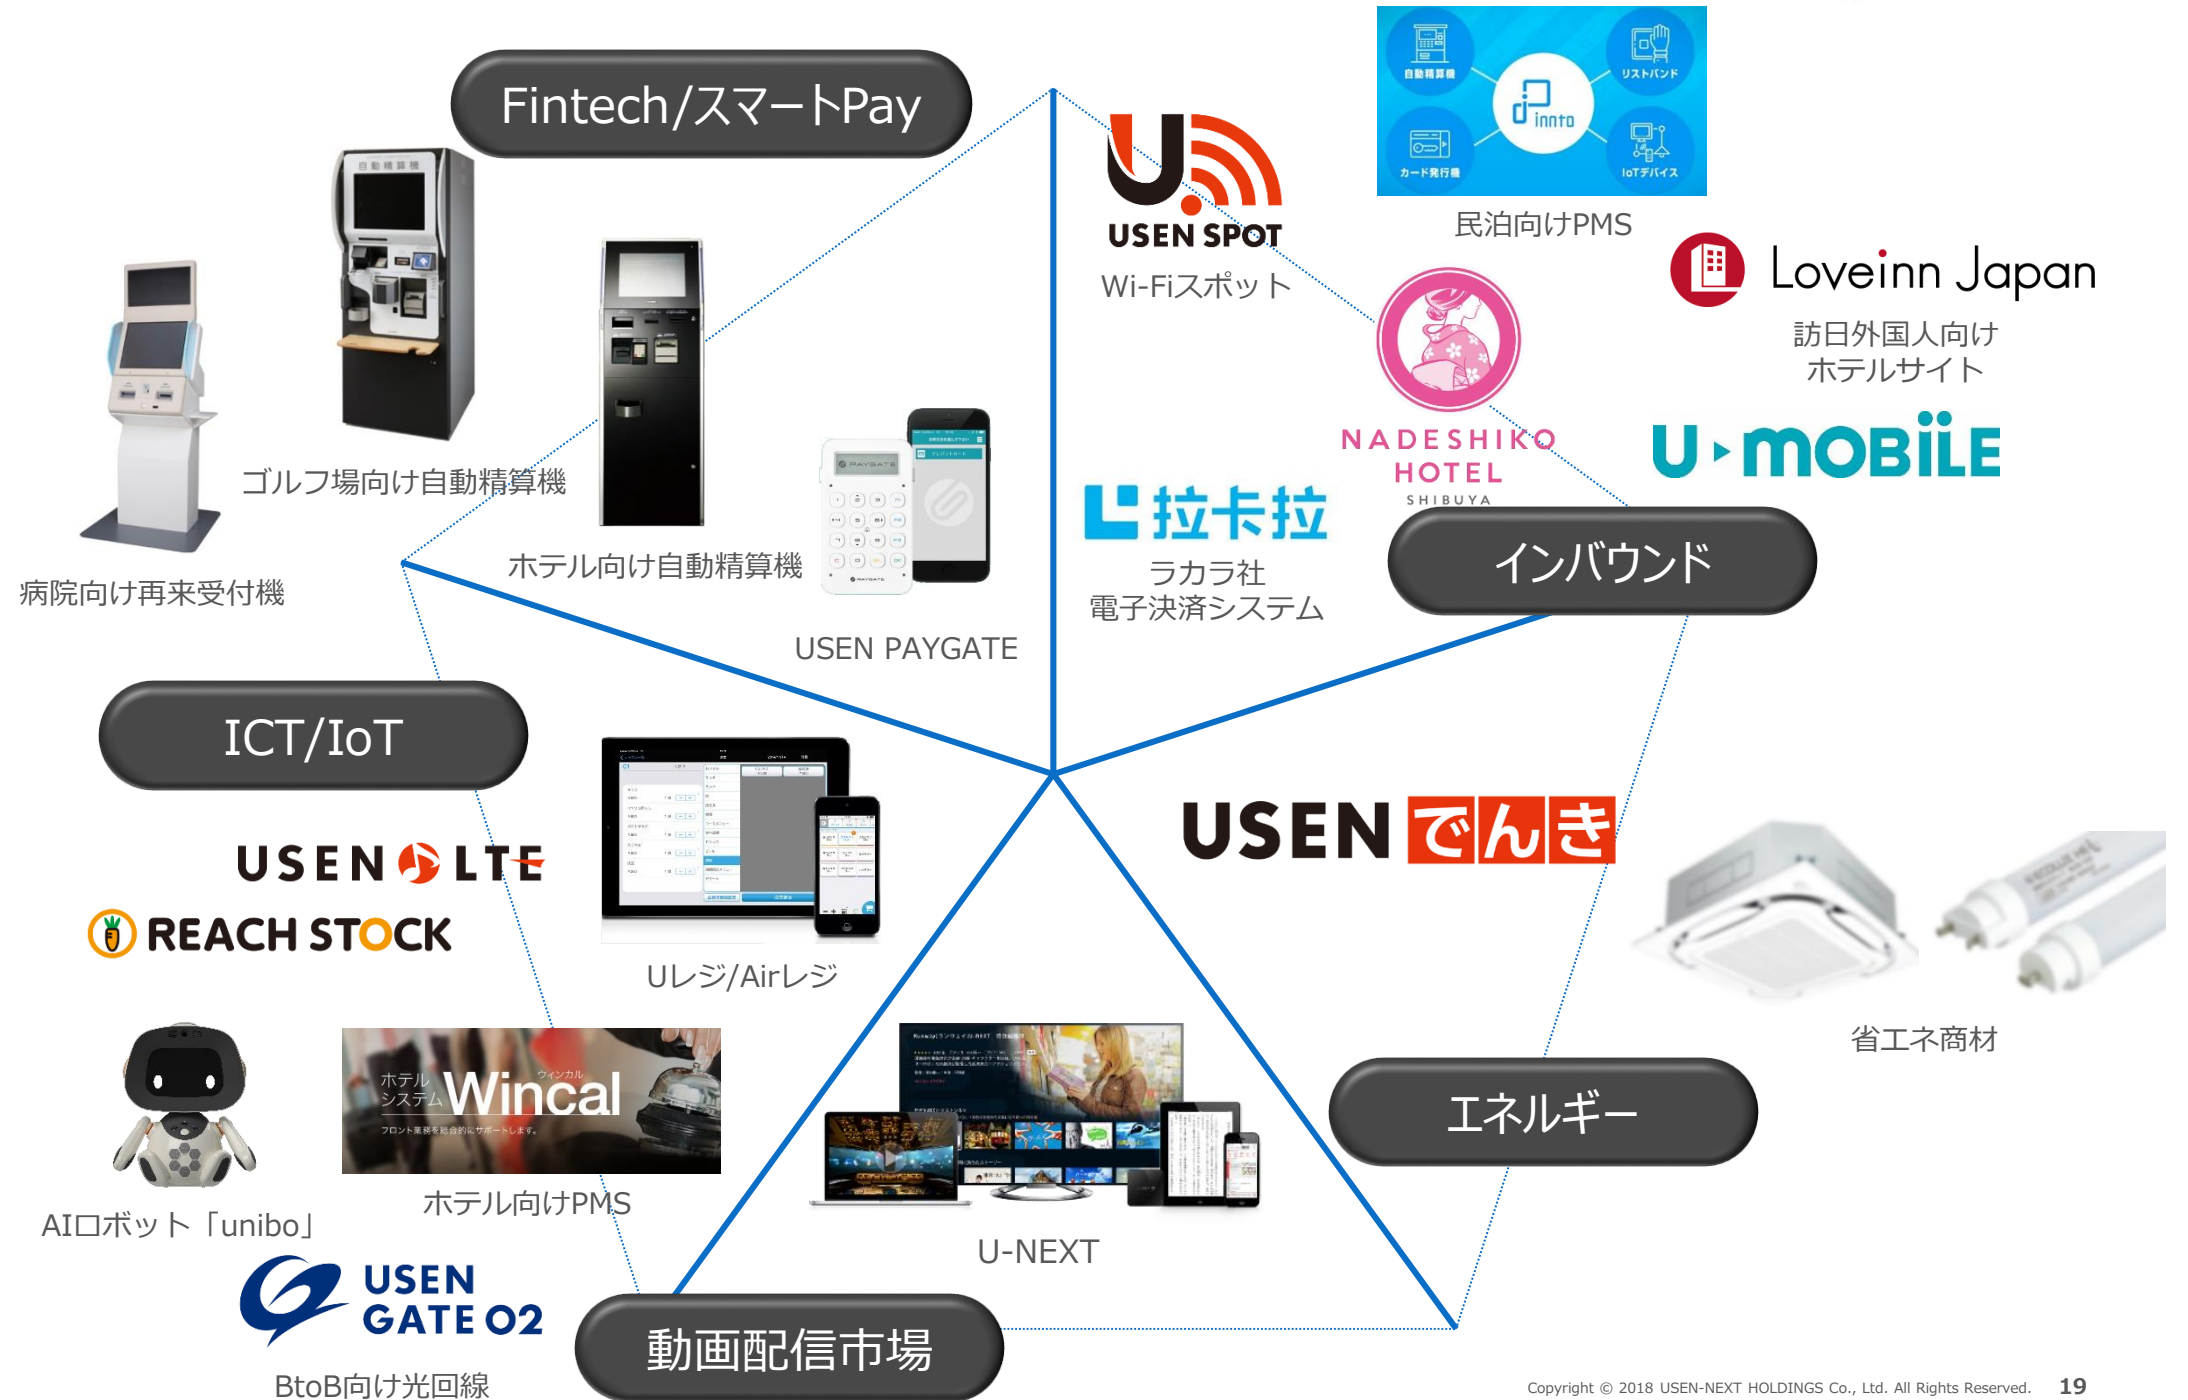 Fintech/スマートPay
自動精算機
ゴルフ場向け自動精算機
病院向け再来受付機
ホテル向け自動精算機
PAYGATE
PAYGATE
USEN PAYGATE
USEN SPOT
Wi-Fiスポット
自動精算機
リストバンド
innto
カード発行機
IoTデバイス
民泊向けPMS
Loveinn Japan
訪日外国人向け
ホテルサイト
NADESHIKO
HOTEL
SHIBUYA
U MOBiLE
拉卡拉
ラカラ社
電子決済システム
インバウンド
ICT/IoT
USEN LTE
REACH STOCK
Uレジ/Airレジ
AIロボット「unibo」
ホテル
システム
Wincal
ウィンカル
フロント業務を総合的にサポートします。
ホテル向けPMS
USEN
GATE 02
BtoB向け光回線
USENでんき
省エネ商材
エネルギー
U-NEXT
動画配信市場
Copyright © 2018 USEN-NEXT HOLDINGS Co., Ltd. All Rights Reserved. 19